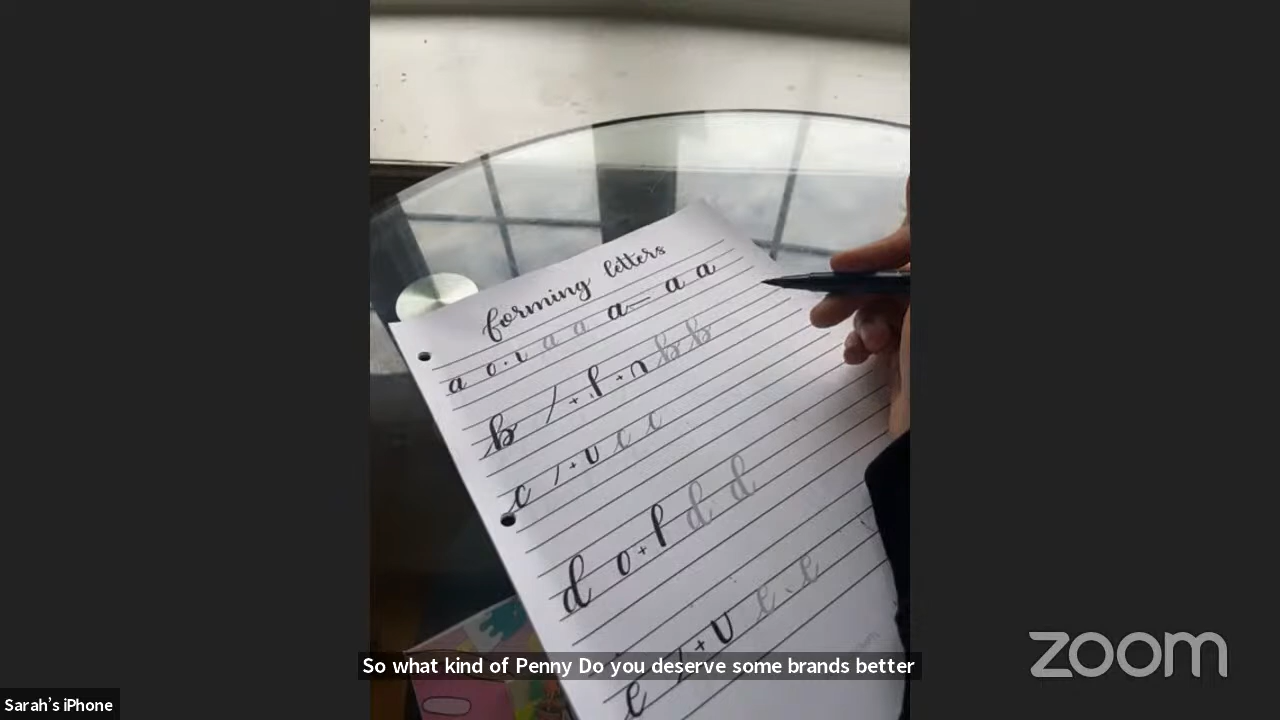 forming letters
a o + ι a a a — a a
b / + l + n b b
c / + υ c c
d o + l d d
e / + υ e e
So what kind of Penny Do you deserve some brands better
zoom
Sarah's iPhone